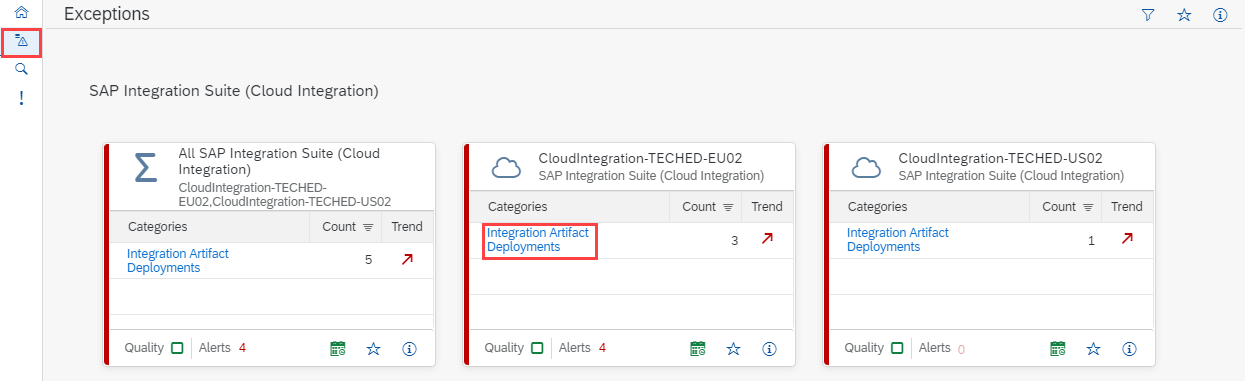 Exceptions
SAP Integration Suite (Cloud Integration)
All SAP Integration Suite (Cloud
Integration)
CloudIntegration-TECHED-
EU02,CloudIntegration-TECHED-US02
Categories Count Trend
Integration Artifact
Deployments
5
Quality Alerts 4
CloudIntegration-TECHED-EU02
SAP Integration Suite (Cloud Integration)
Categories Count Trend
Integration Artifact
Deployments
3
Quality Alerts 4
CloudIntegration-TECHED-US02
SAP Integration Suite (Cloud Integration)
Categories Count Trend
Integration Artifact
Deployments
1
Quality Alerts 0